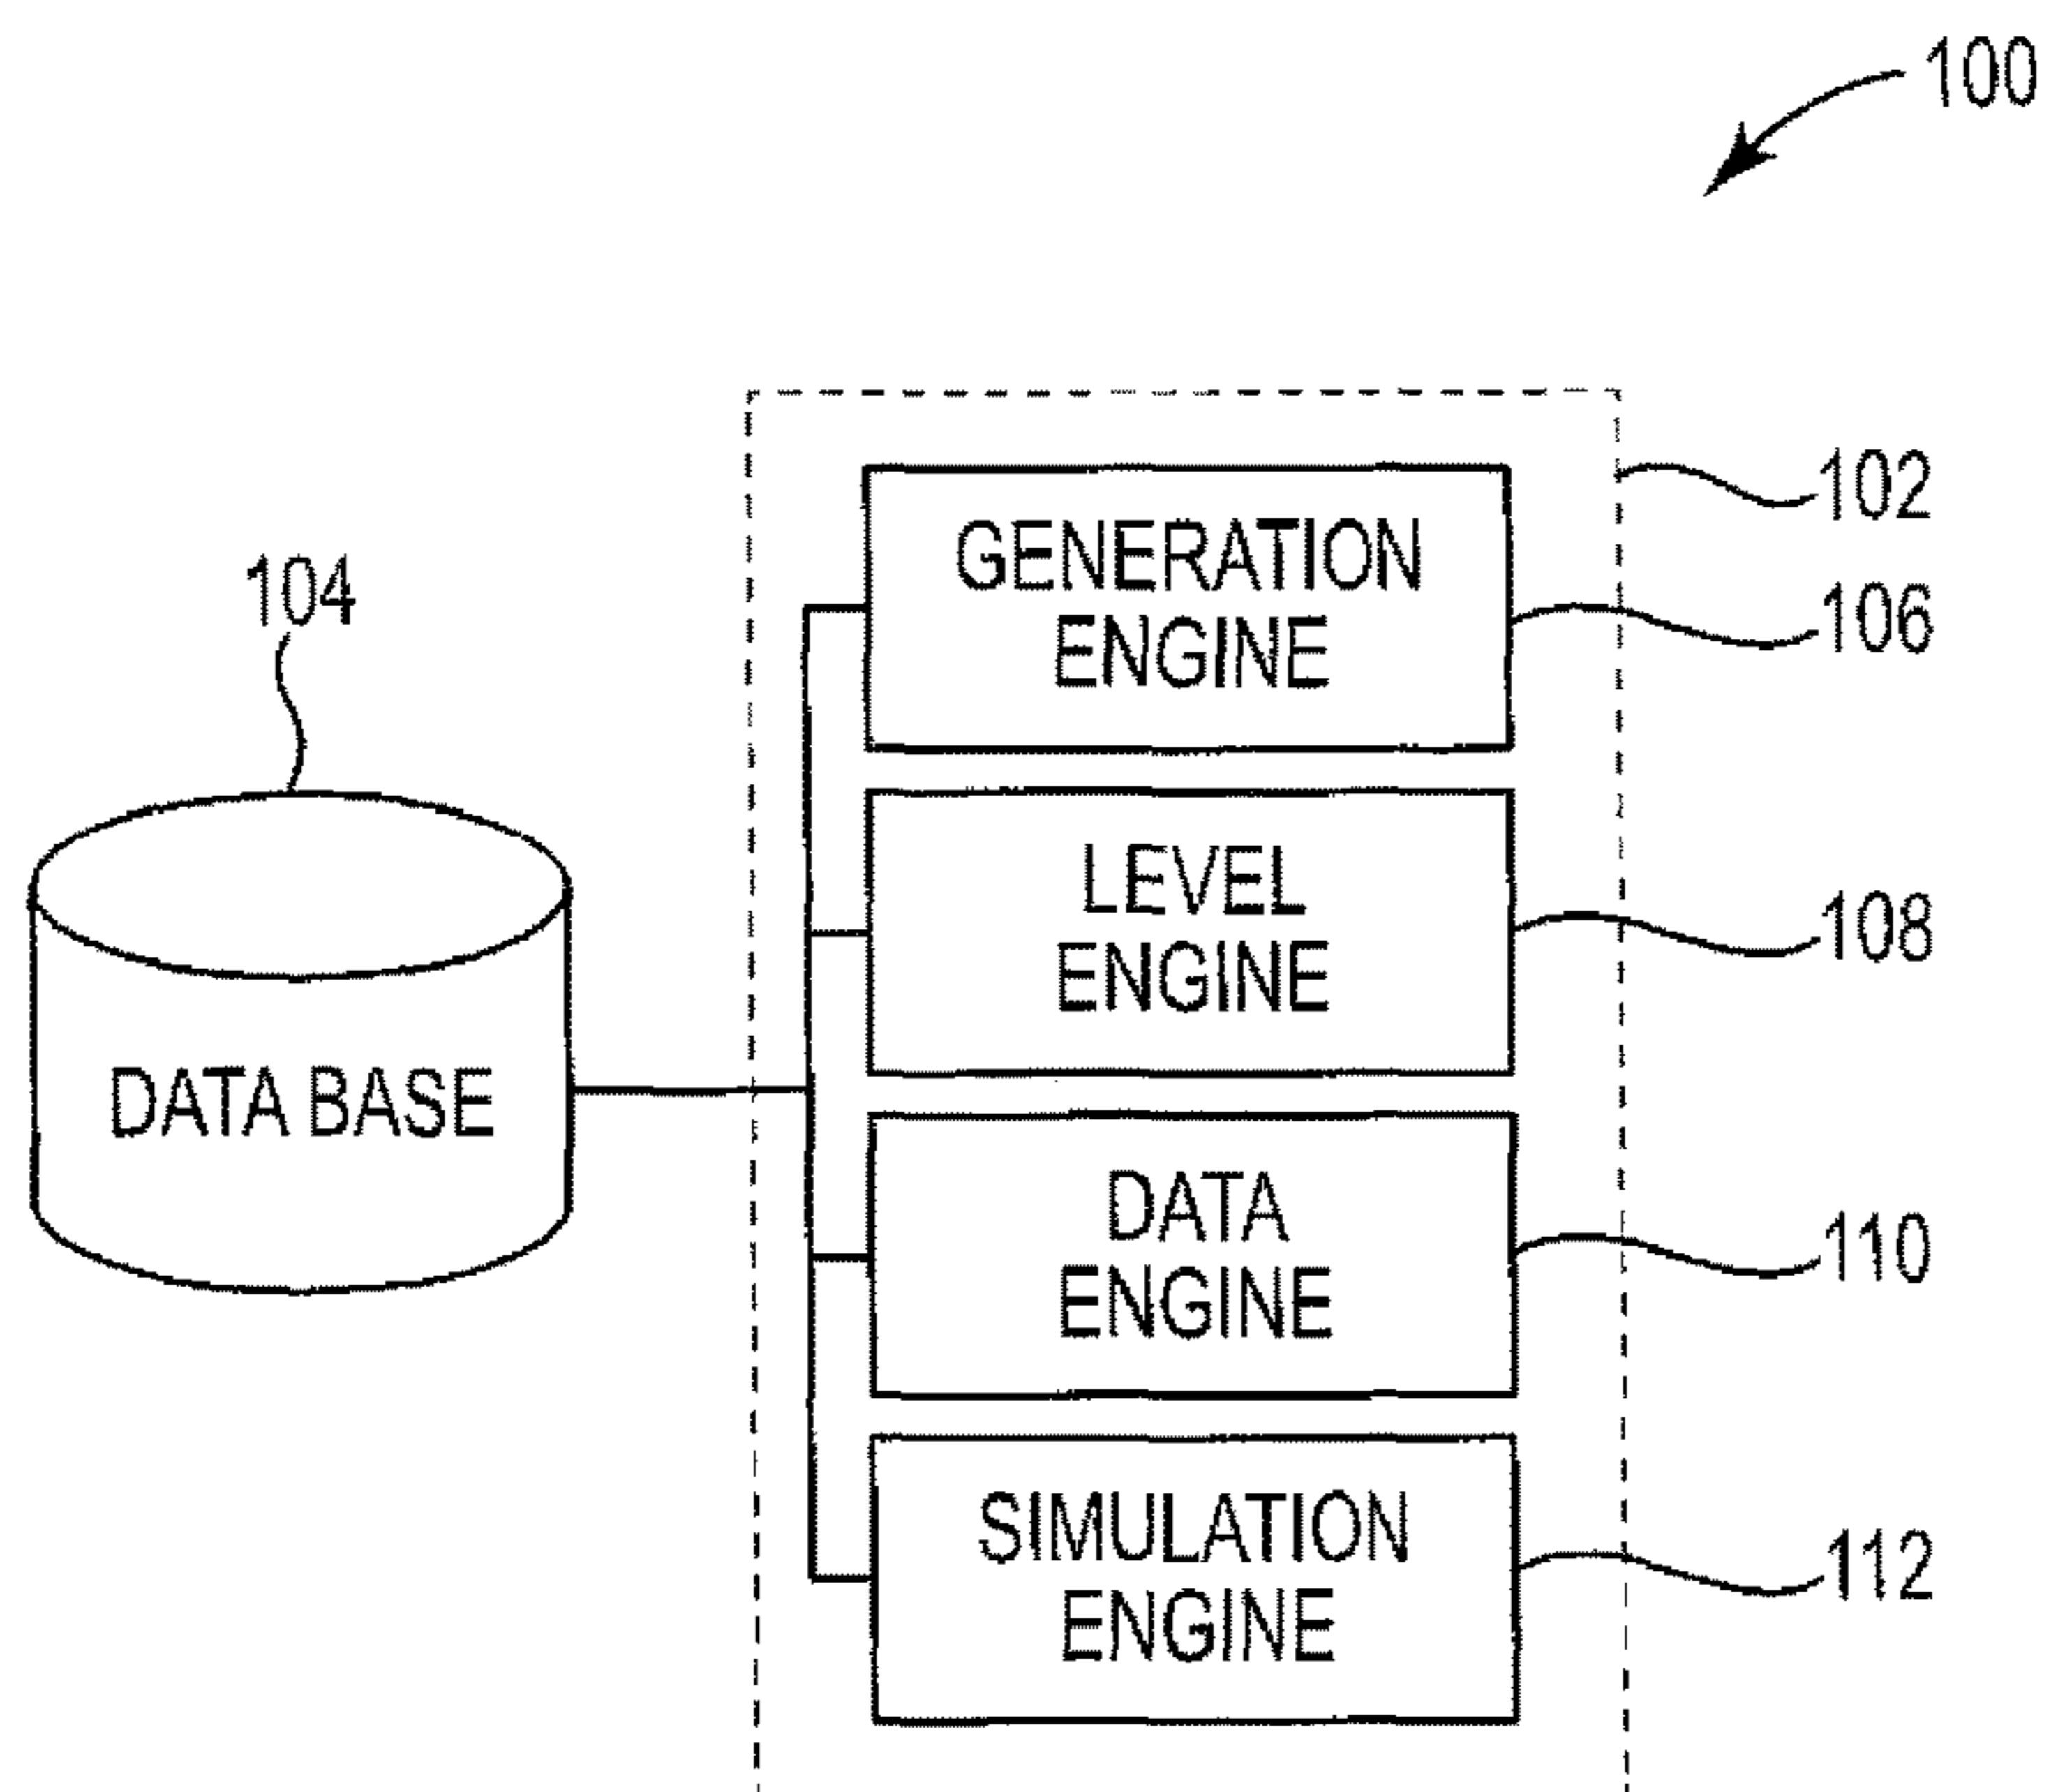 100
102
GENERATION
ENGINE
106
104
LEVEL
ENGINE
108
DATA BASE
DATA
ENGINE
110
SIMULATION
ENGINE
112